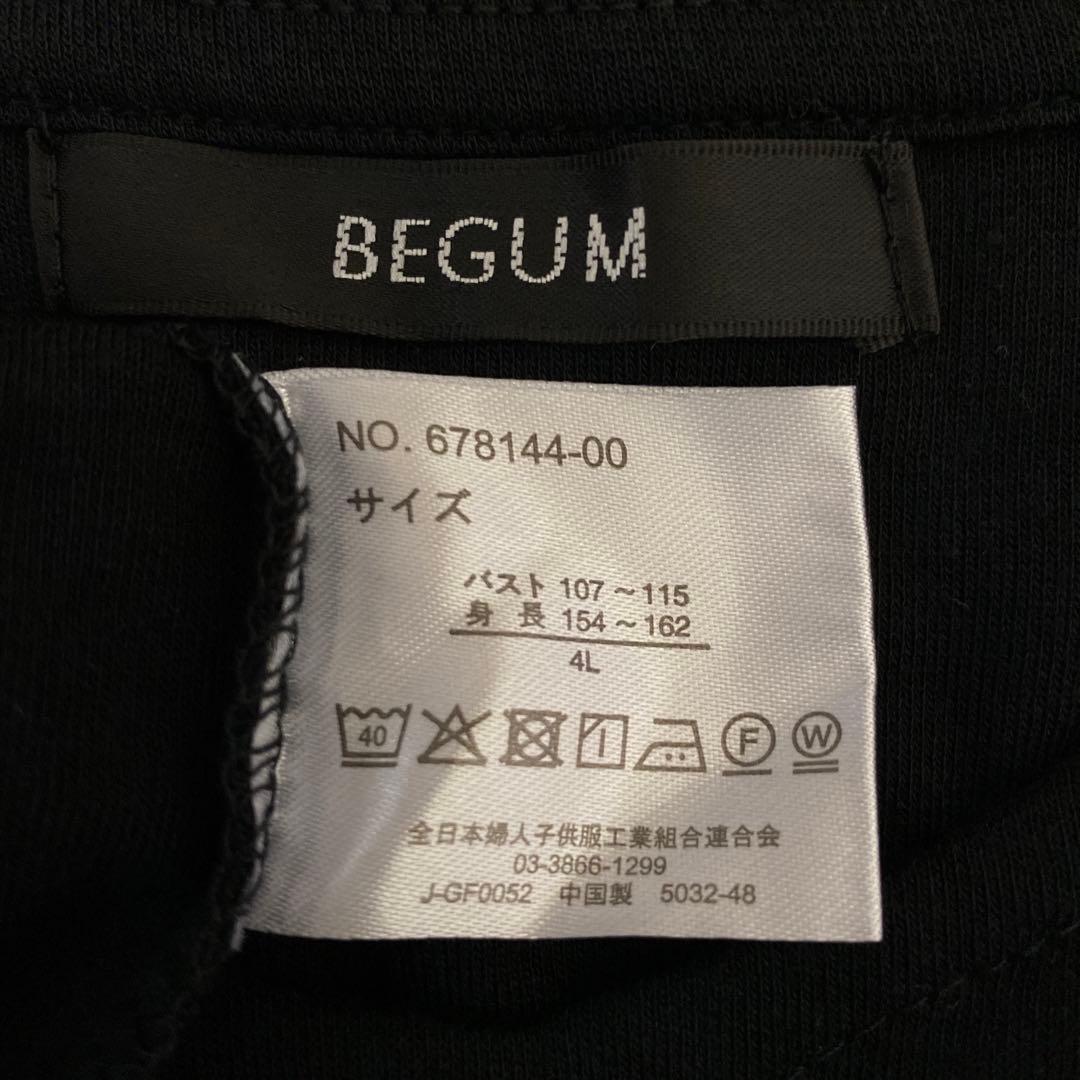 BEGUM
NO. 678144-00
サイズ
バスト 107～115
身長 154～162
4L
40 F W
全日本婦人子供服工業組合連合会
03-3866-1299
J-GF0052 中国製 5032-48